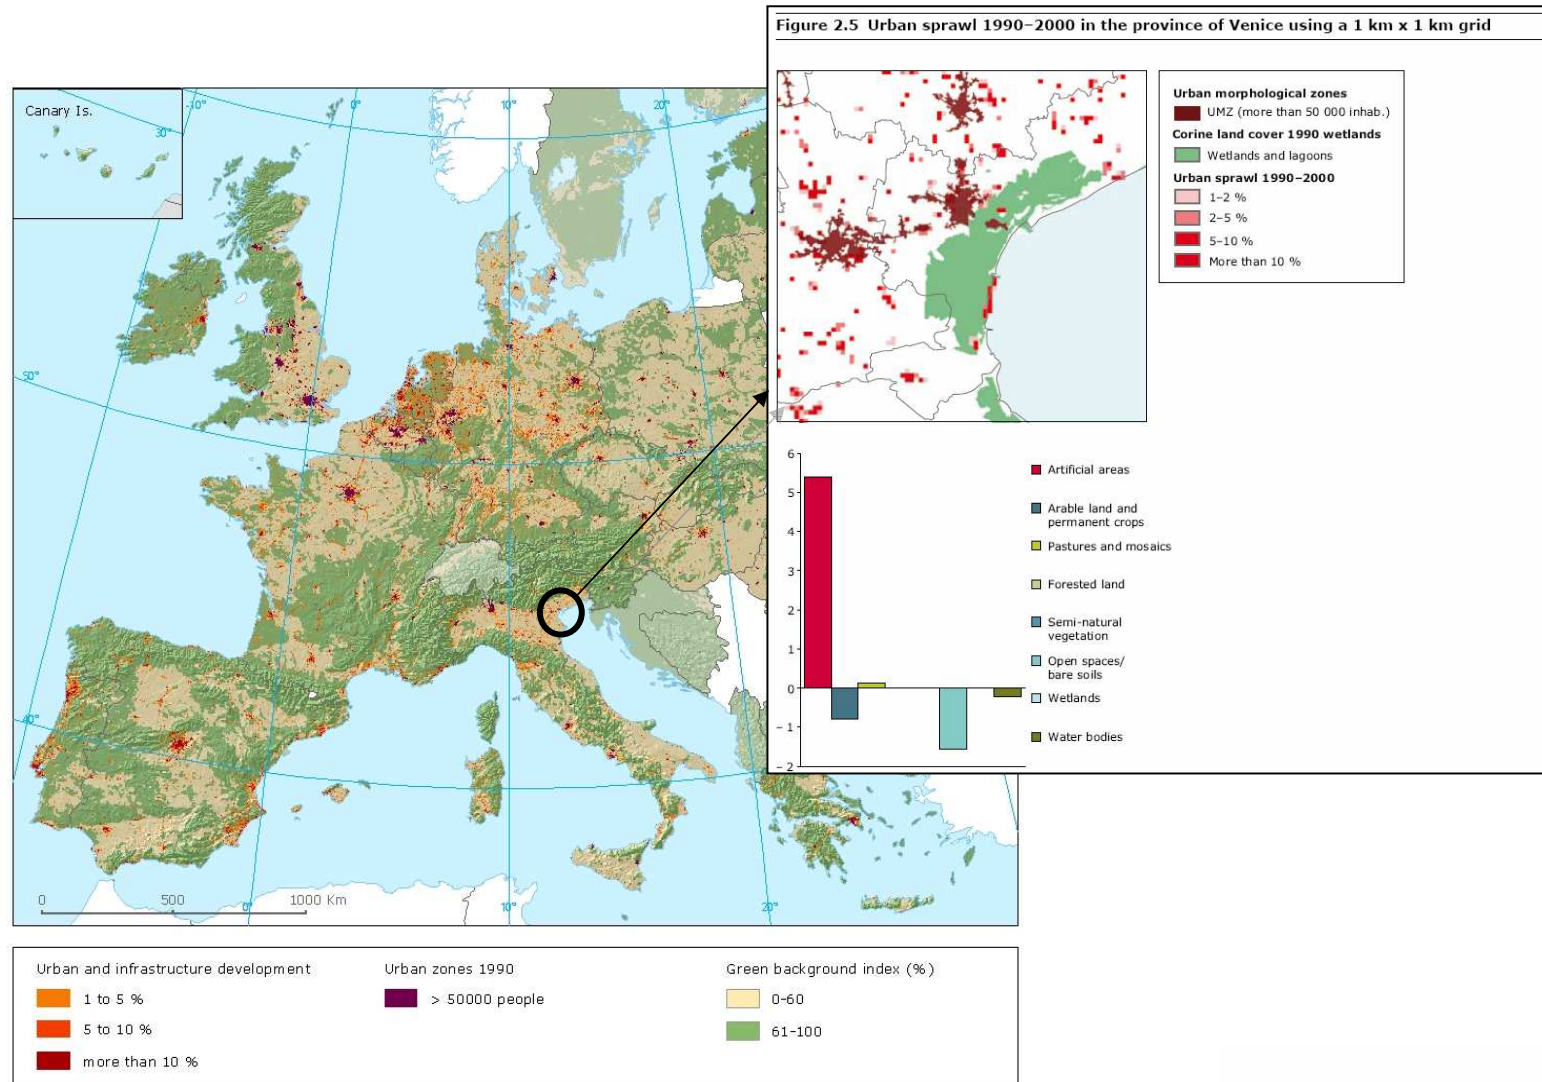 Figure 2.5 Urban sprawl 1990–2000 in the province of Venice using a 1 km x 1 km grid
Urban morphological zones
UMZ (more than 50 000 inhab.)
Corine land cover 1990 wetlands
Wetlands and lagoons
Urban sprawl 1990–2000
1–2 %
2–5 %
5–10 %
More than 10 %
Canary Is.
30°
-10°
0°
10°
20°
50°
40°
0°
10°
20°
0
500
1000 Km
6
5
4
3
2
1
0
– 1
– 2
Artificial areas
Arable land and
permanent crops
Pastures and mosaics
Forested land
Semi-natural
vegetation
Open spaces/
bare soils
Wetlands
Water bodies
Urban and infrastructure development
1 to 5 %
5 to 10 %
more than 10 %
Urban zones 1990
> 50000 people
Green background index (%)
0-60
61-100